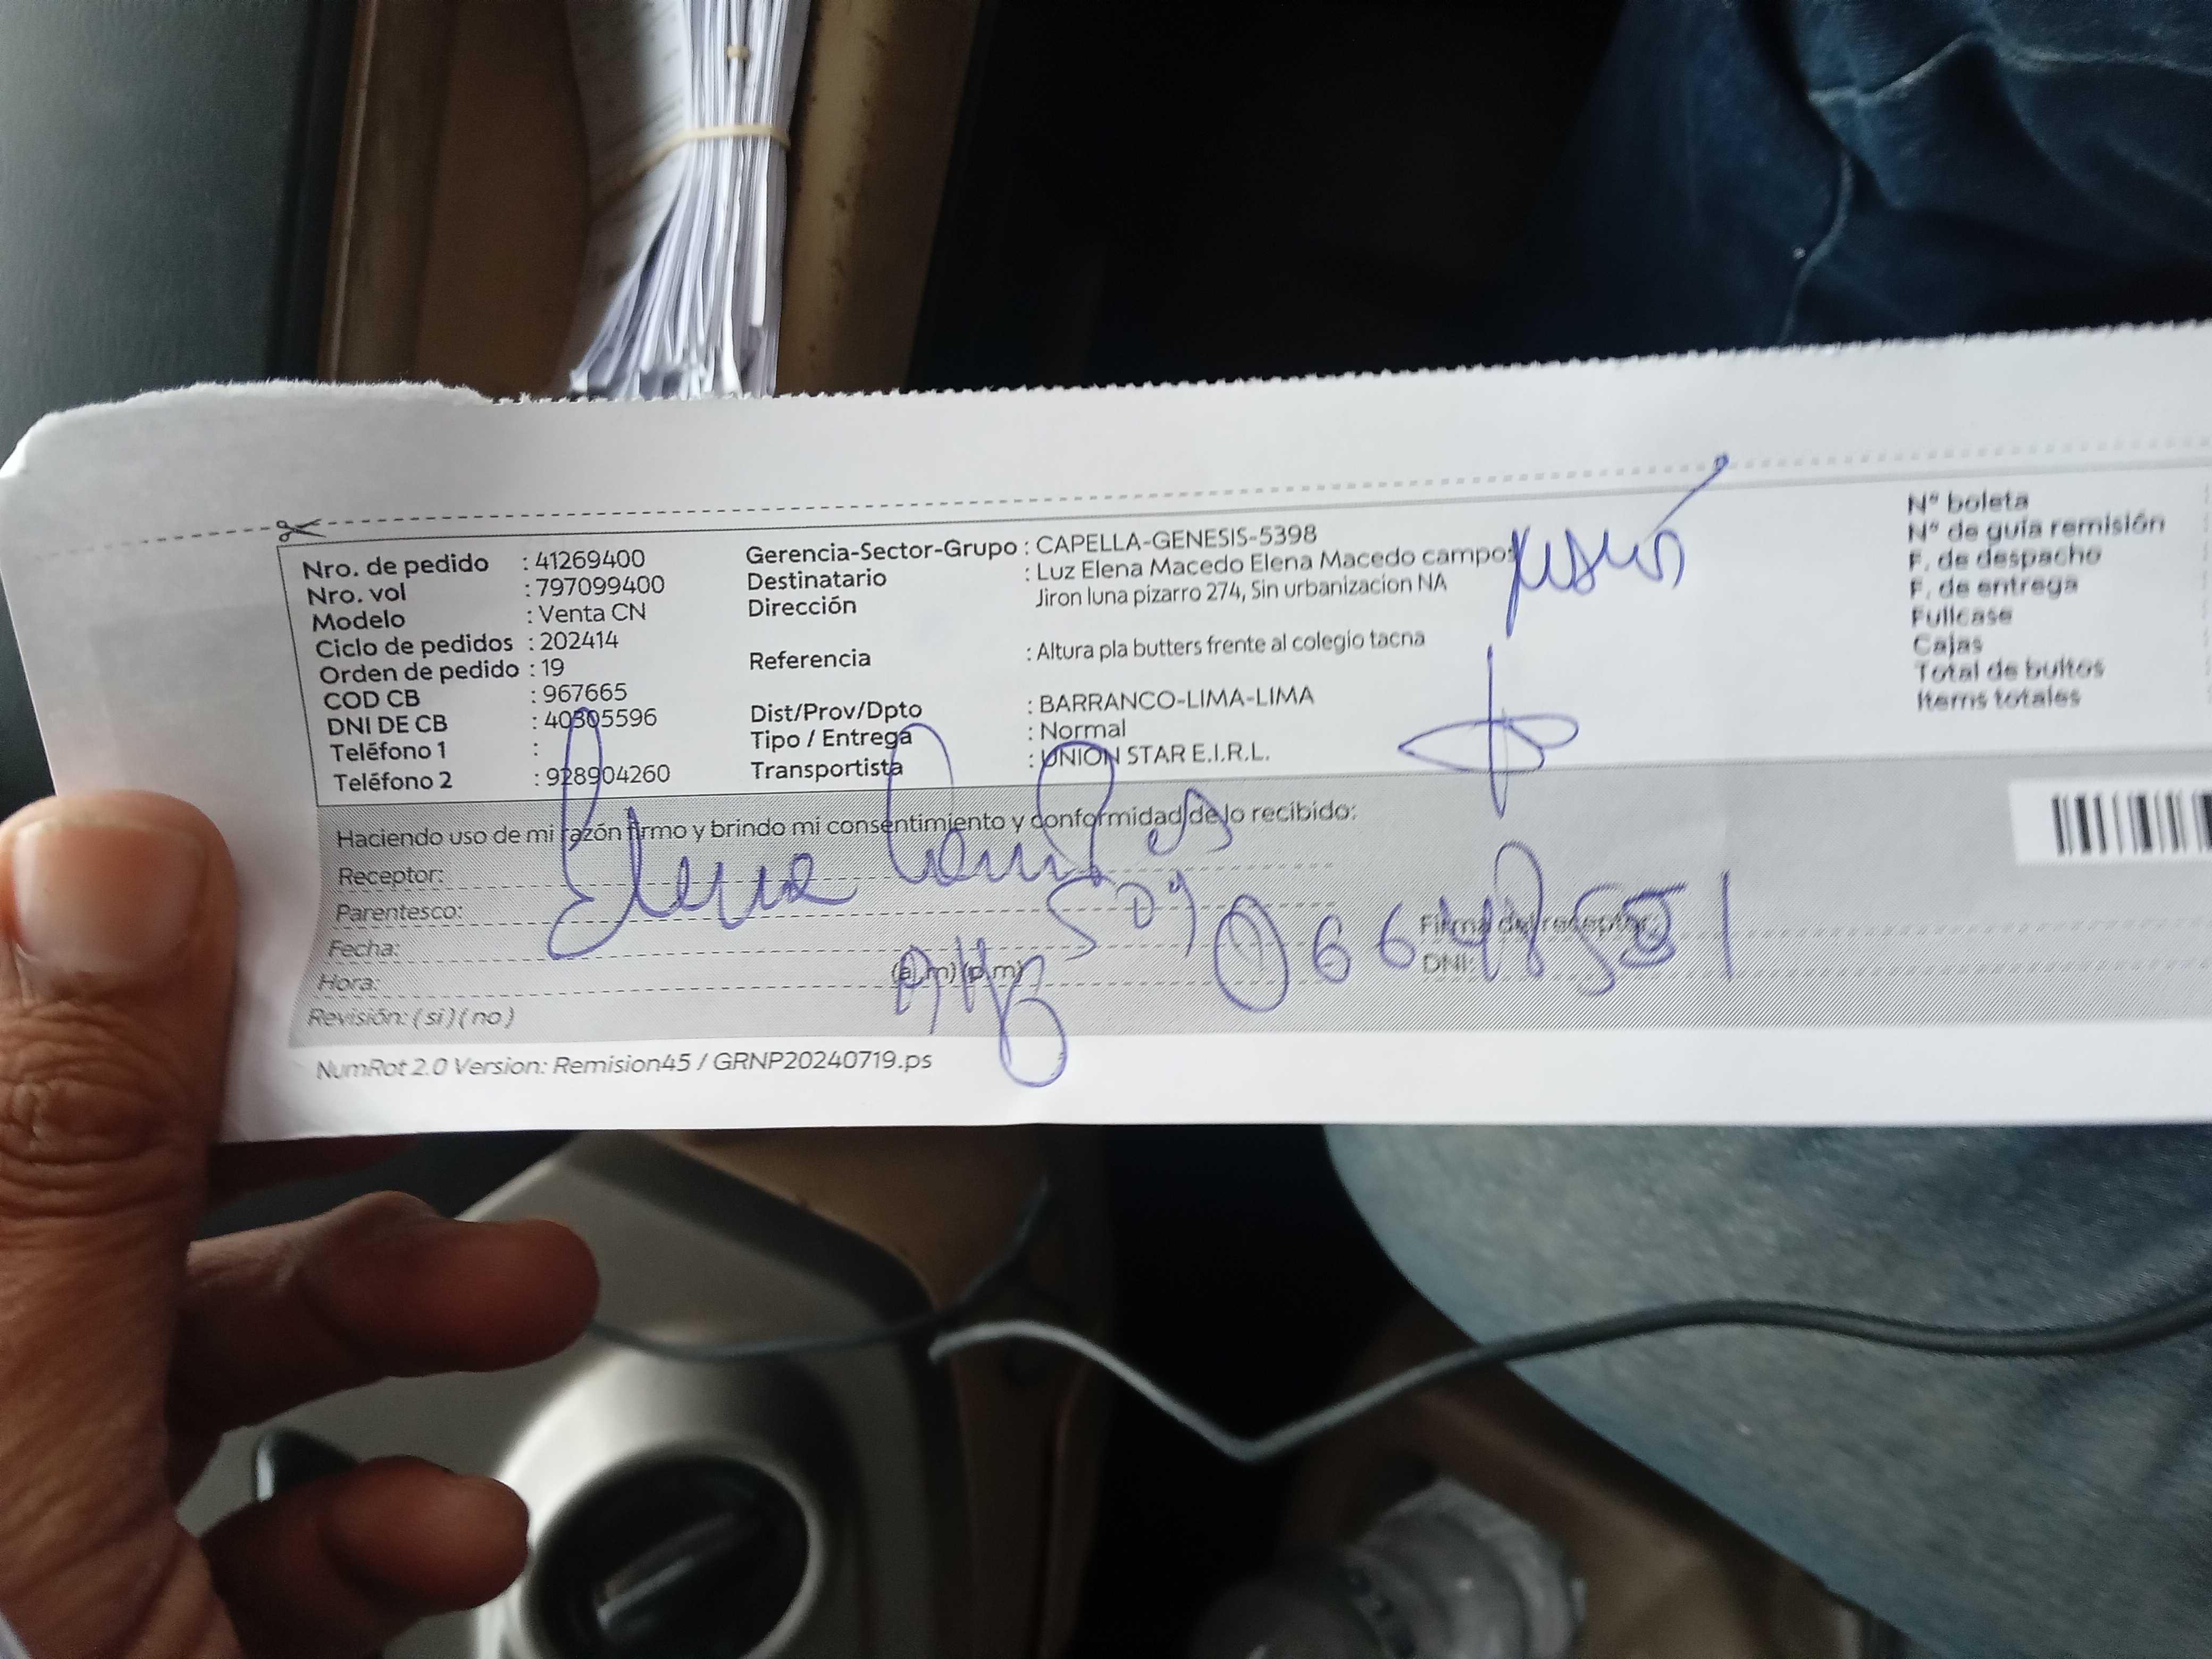 Nro. de pedido : 41269400
Nro. vol : 797099400
Modelo : Venta CN
Ciclo de pedidos : 202414
Orden de pedido : 19
COD CB : 967665
DNI DE CB : 40305596
Teléfono 1 :
Teléfono 2 : 928904260
Gerencia-Sector-Grupo : CAPELLA-GENESIS-5398
Destinatario : Luz Elena Macedo Elena Macedo campos
Dirección Jiron luna pizarro 274, Sin urbanizacion NA
Referencia : Altura pla butters frente al colegio tacna
Dist/Prov/Dpto : BARRANCO-LIMA-LIMA
Tipo / Entrega : Normal
Transportista : UNION STAR E.I.R.L.
N° boleta
N° de guía remisión
F. de despacho
F. de entrega
Fullcase
Cajas
Total de bultos
Items totales
Haciendo uso de mi razón firmo y brindo mi consentimiento y conformidad de lo recibido:
Receptor: Elena
Parentesco:
Fecha:
Hora: (a.m) (p.m)
Firma del receptor:
DNI:
Revisión: ( si ) ( no )
NumRot 2.0 Version: Remision45 / GRNP20240719.ps